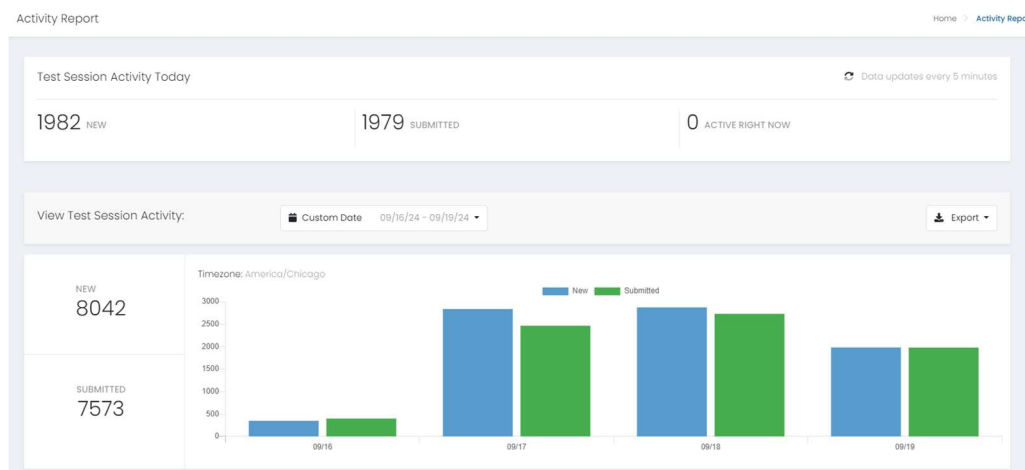 Activity Report
Home > Activity Repo
Test Session Activity Today
Data updates every 5 minutes
1982 NEW
1979 SUBMITTED
0 ACTIVE RIGHT NOW
View Test Session Activity:
Custom Date 09/16/24 - 09/19/24
Export
NEW
8042
SUBMITTED
7573
Timezone: America/Chicago
New Submitted
3000
2500
2000
1500
1000
500
0
09/16 09/17 09/18 09/19